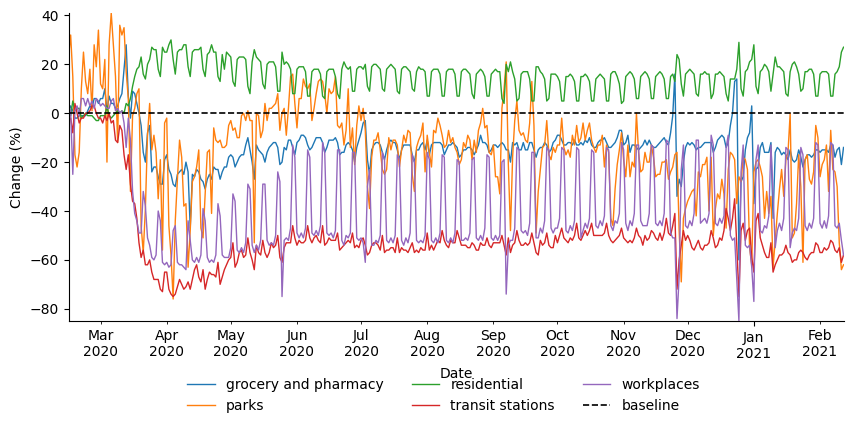 40
20
0
−20
−40
−60
−80
Change (%)
Mar Apr May Jun Jul Aug Sep Oct Nov Dec Jan Feb
2020 2020 2020 2020 2020 2020 2020 2020 2020 2020 2021 2021
Date
grocery and pharmacy residential workplaces
parks transit stations baseline